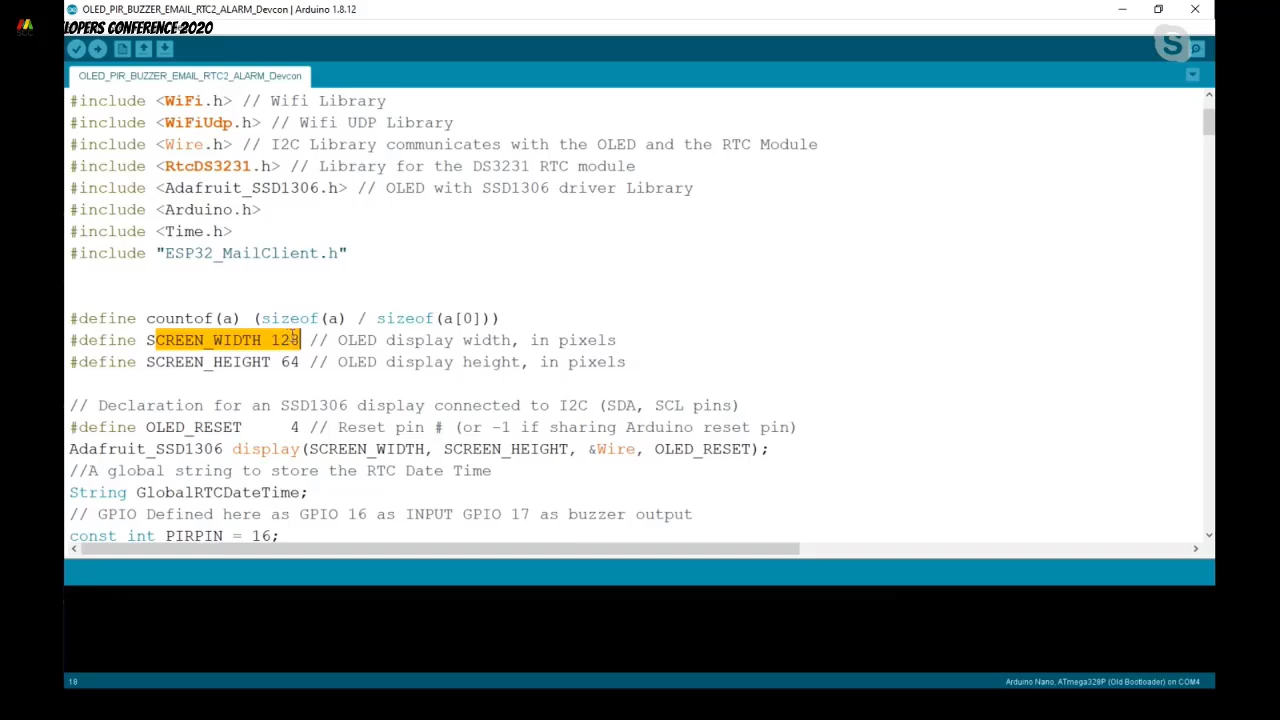 OLED_PIR_BUZZER_EMAIL_RTC2_ALARM_Devcon | Arduino 1.8.12
SCC
ELOPERS CONFERENCE 2020
OLED_PIR_BUZZER_EMAIL_RTC2_ALARM_Devcon
#include <WiFi.h> // Wifi Library
#include <WiFiUdp.h> // Wifi UDP Library
#include <Wire.h> // I2C Library communicates with the OLED and the RTC Module
#include <RtcDS3231.h> // Library for the DS3231 RTC module
#include <Adafruit_SSD1306.h> // OLED with SSD1306 driver Library
#include <Arduino.h>
#include <Time.h>
#include "ESP32_MailClient.h"
#define countof(a) (sizeof(a) / sizeof(a[0]))
#define SCREEN_WIDTH 128 // OLED display width, in pixels
#define SCREEN_HEIGHT 64 // OLED display height, in pixels
// Declaration for an SSD1306 display connected to I2C (SDA, SCL pins)
#define OLED_RESET     4 // Reset pin # (or -1 if sharing Arduino reset pin)
Adafruit_SSD1306 display(SCREEN_WIDTH, SCREEN_HEIGHT, &Wire, OLED_RESET);
//A global string to store the RTC Date Time
String GlobalRTCDateTime;
// GPIO Defined here as GPIO 16 as INPUT GPIO 17 as buzzer output
const int PIRPIN = 16;
18
Arduino Nano, ATmega328P (Old Bootloader) on COM4